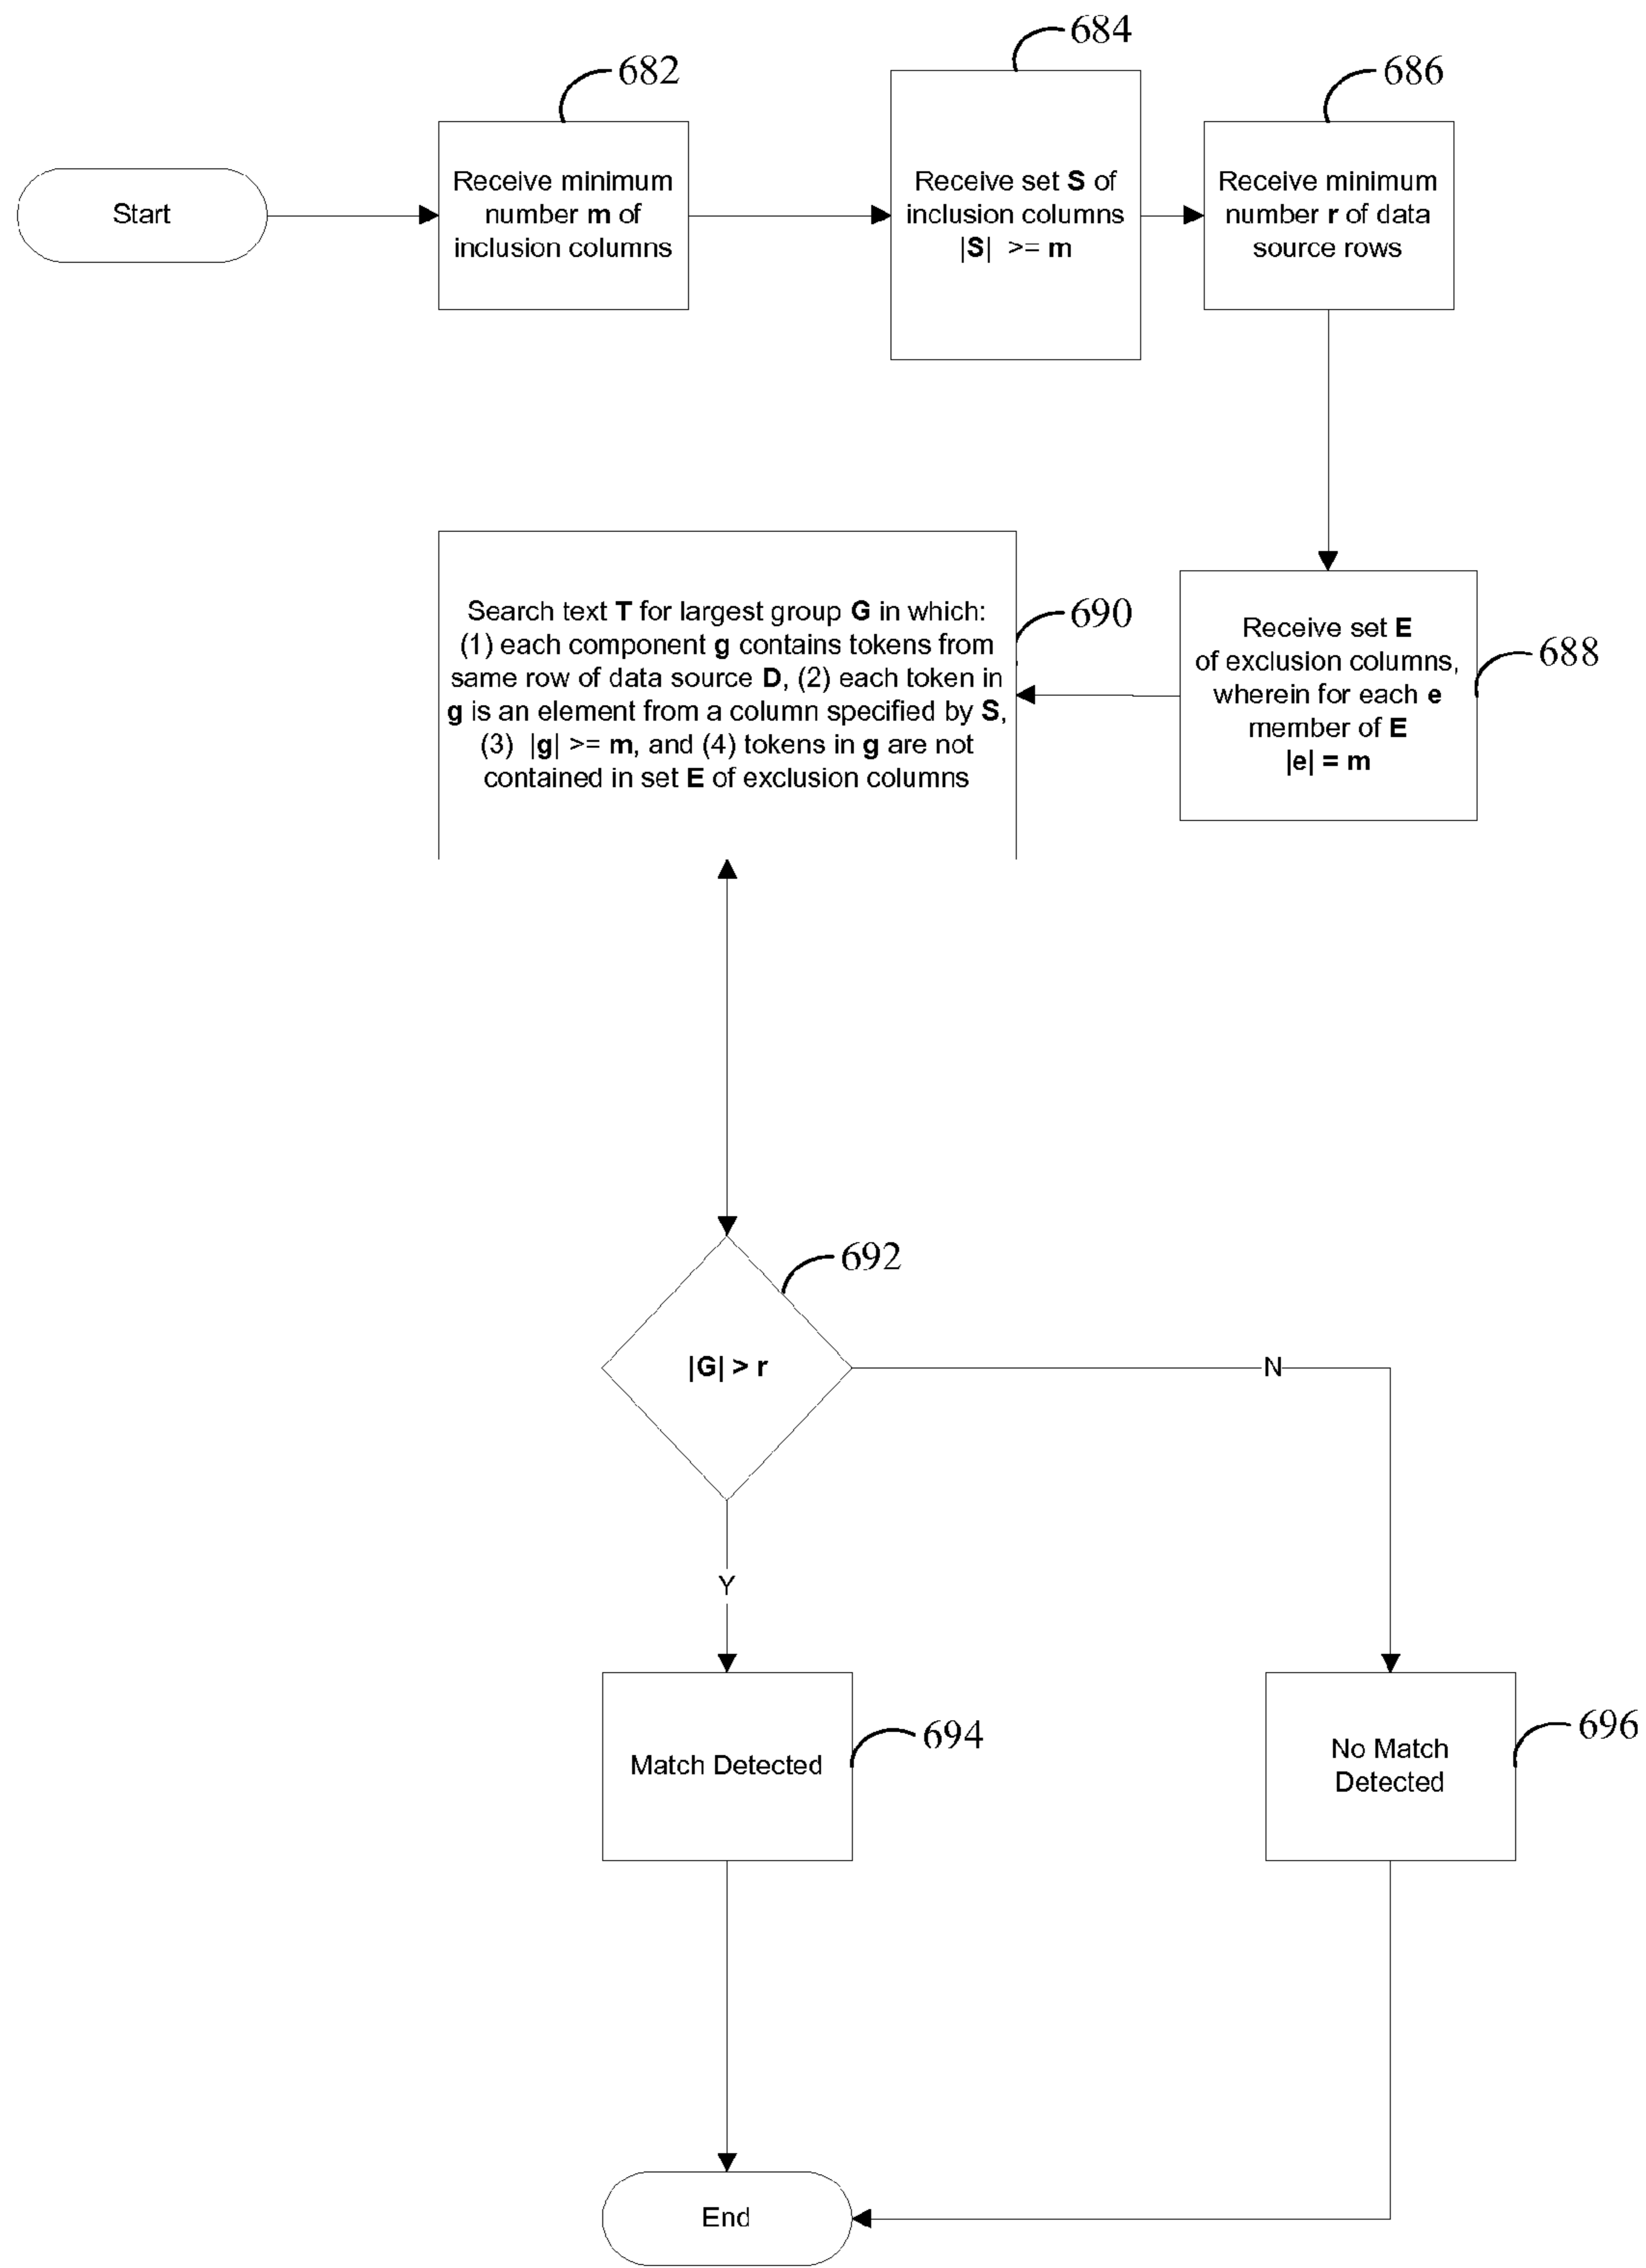 684
682
686
Start
Receive minimum
number m of
inclusion columns
Receive set S of
inclusion columns
|S| >= m
Receive minimum
number r of data
source rows
Search text T for largest group G in which:
(1) each component g contains tokens from
same row of data source D, (2) each token in
g is an element from a column specified by S,
(3) |g| >= m, and (4) tokens in g are not
contained in set E of exclusion columns
690
Receive set E
of exclusion columns,
wherein for each e
member of E
|e| = m
688
692
|G| > r
N
Y
Match Detected
694
No Match
Detected
696
End